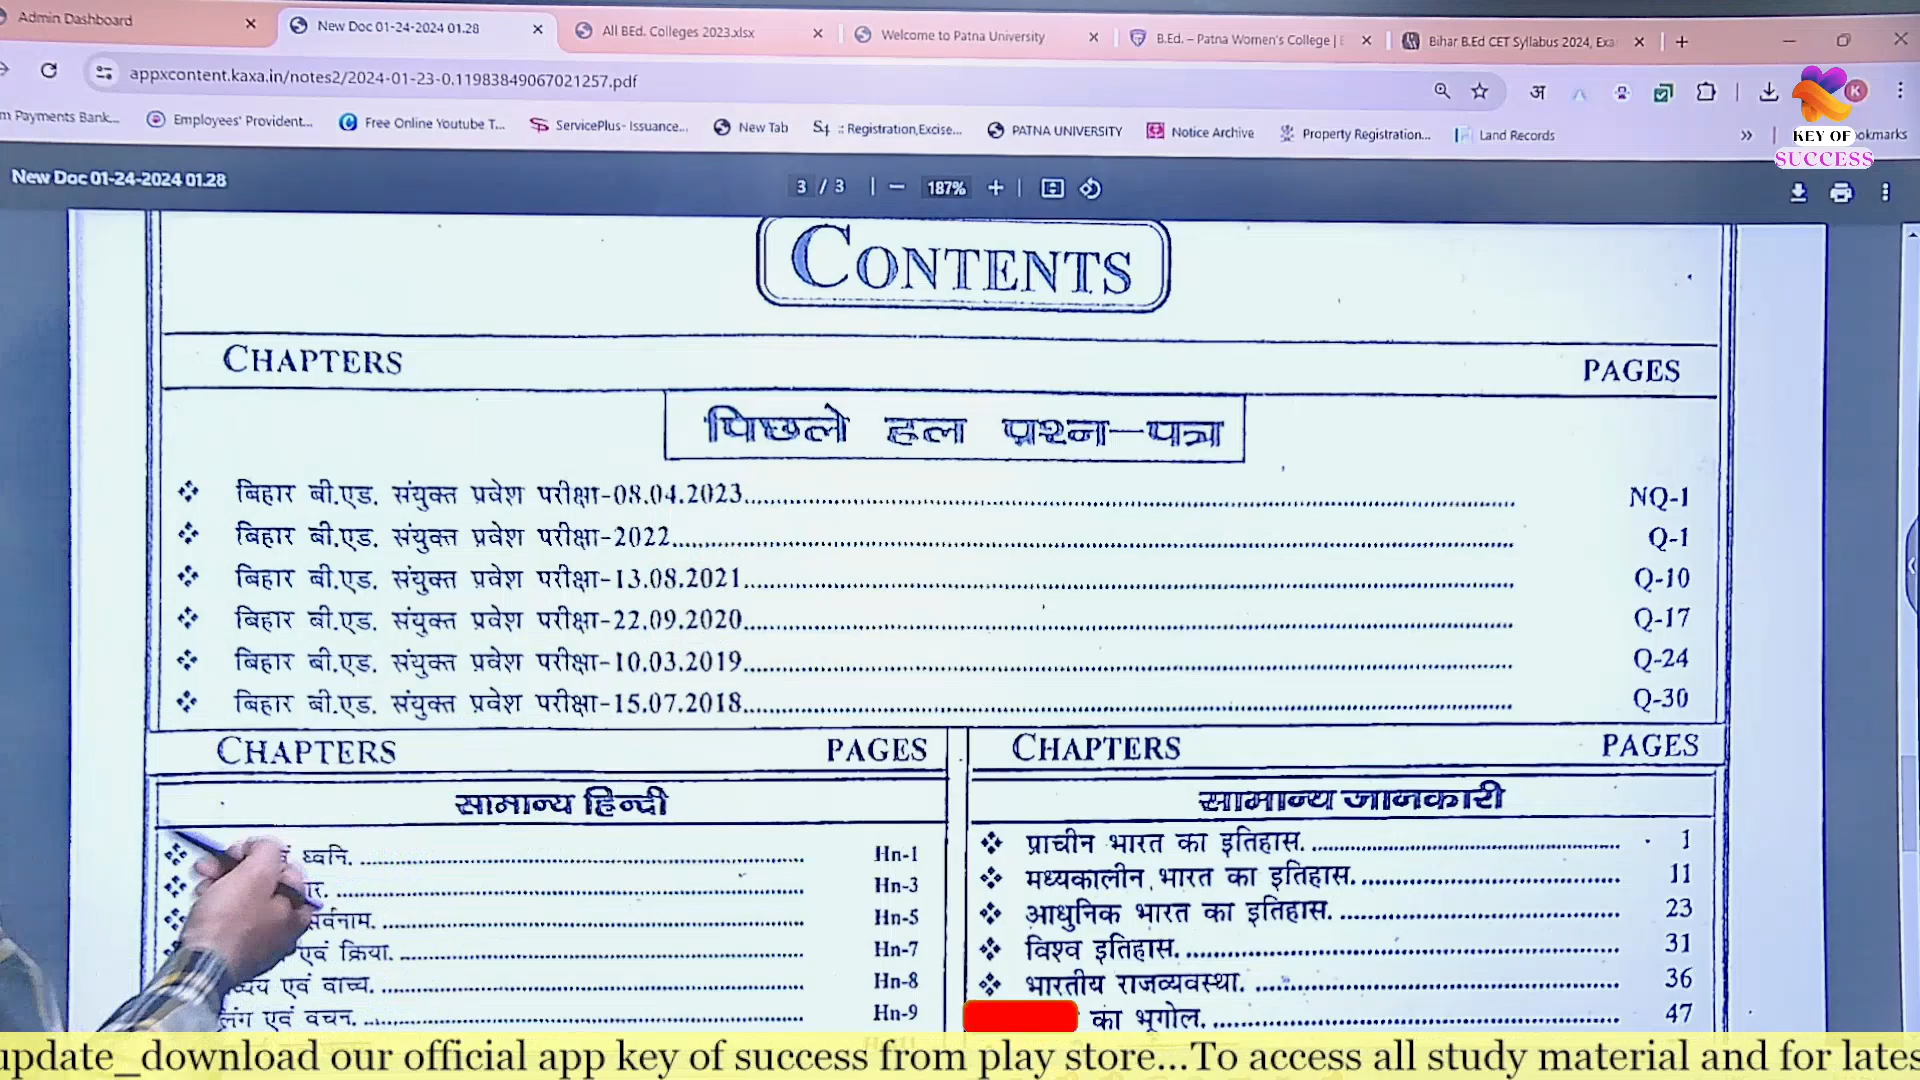 Admin Dashboard
New Doc 01-24-2024 01.28
All BEd. Colleges 2023.xlsx
Welcome to Patna University
B.Ed. – Patna Women's College |
Bihar B.Ed CET Syllabus 2024, Exa
appxcontent.kaxa.in/notes2/2024-01-23-0.11983849067021257.pdf
अ
K
m Payments Bank...
Employees' Provident...
Free Online Youtube T...
ServicePlus- Issuance...
New Tab
:: Registration,Excise...
PATNA UNIVERSITY
Notice Archive
Property Registration...
Land Records
»
ookmarks
KEY OF
SUCCESS
New Doc 01-24-2024 01.28
3 / 3
187%
CONTENTS
CHAPTERS PAGES
पिछले हल प्रश्न–पत्र
बिहार बी.एड. संयुक्त प्रवेश परीक्षा-08.04.2023 NQ-1
बिहार बी.एड. संयुक्त प्रवेश परीक्षा-2022 Q-1
बिहार बी.एड. संयुक्त प्रवेश परीक्षा-13.08.2021 Q-10
बिहार बी.एड. संयुक्त प्रवेश परीक्षा-22.09.2020 Q-17
बिहार बी.एड. संयुक्त प्रवेश परीक्षा-10.03.2019 Q-24
बिहार बी.एड. संयुक्त प्रवेश परीक्षा-15.07.2018 Q-30
CHAPTERS PAGES
सामान्य हिन्दी
ध्वनि. Hn-1
Hn-3
सर्वनाम. Hn-5
एवं क्रिया. Hn-7
एवं वाच्य. Hn-8
लिंग एवं वचन. Hn-9
CHAPTERS PAGES
सामान्य जानकारी
प्राचीन भारत का इतिहास. 1
मध्यकालीन भारत का इतिहास. 11
आधुनिक भारत का इतिहास. 23
विश्व इतिहास. 31
भारतीय राजव्यवस्था. 36
का भूगोल. 47
update_download our official app key of success from play store...To access all study material and for lates